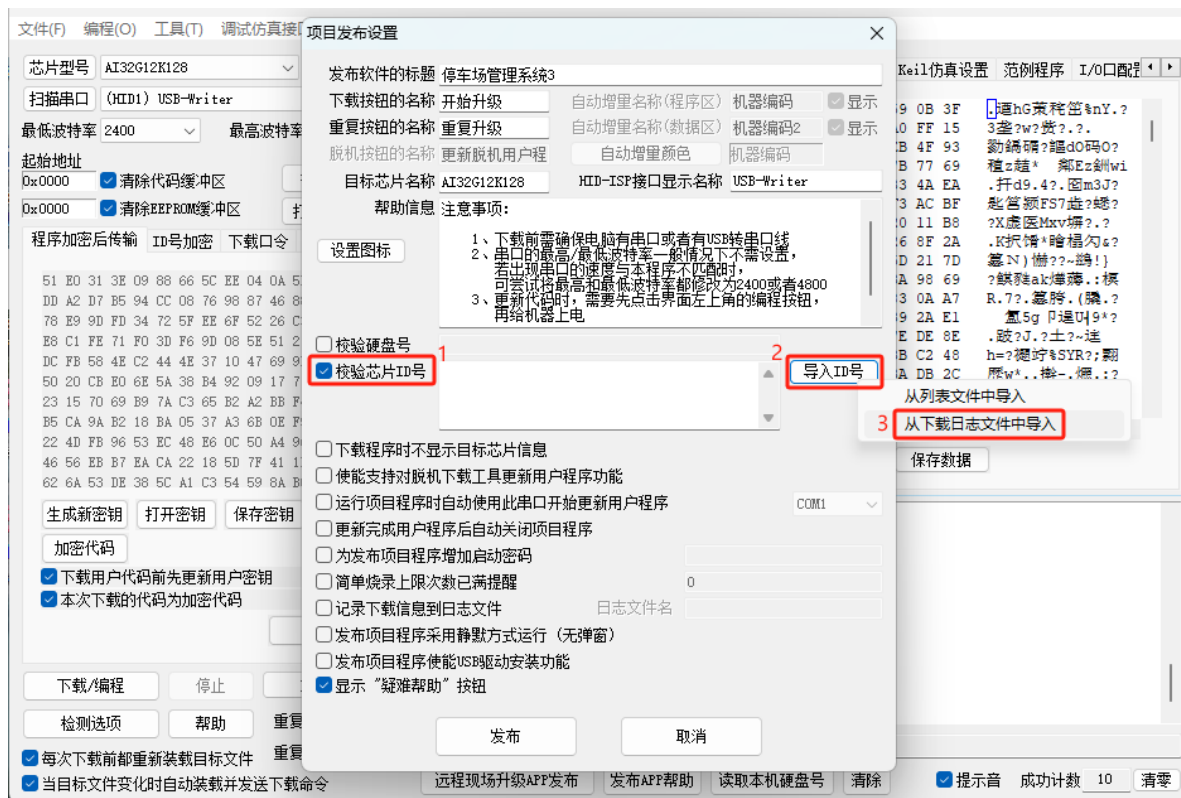 文件(F) 编程(O) 工具(T) 调试仿真接口
项目发布设置
芯片型号 AI32G12K128
扫描串口 (HID1) USB-Writer
最低波特率 2400 最高波特率
起始地址
0x0000 清除代码缓冲区
0x0000 清除EEPROM缓冲区
程序加密后传输 ID号加密 下载口令
51 E0 31 3E 09 88 66 5C EE 04 0A
DD A2 D7 B5 94 CC 08 76 98 87 46
78 E9 9D FD 34 72 5F EE 6F 52 26
E8 C1 FE 71 F0 3D F6 9D 08 5E 51
DC FB 58 4E C2 44 4E 37 10 47 69
50 20 CB E0 6E 5A 38 B4 92 09 17
23 15 70 69 B9 7A C3 65 B2 A2 BB
B5 CA 9A B2 18 BA 05 37 A3 6B 0E
22 4D FB 96 53 EC 48 E6 0C 50 A4
46 56 EB B7 EA CA 22 18 5D 7F 41
62 6A 53 DE 38 5C A1 C3 54 59 8A
生成新密钥 打开密钥 保存密钥
加密代码
下载用户代码前先更新用户密钥
本次下载的代码为加密代码
下载/编程 停止
检测选项 帮助 重复
每次下载前都重新装载目标文件 重复
当目标文件变化时自动装载并发送下载命令
发布软件的标题 停车场管理系统3
下载按钮的名称 开始升级 自动增量名称(程序区) 机器编码 显示
重复按钮的名称 重复升级 自动增量名称(数据区) 机器编码2 显示
脱机按钮的名称 更新脱机用户程 自动增量颜色 机器编码
目标芯片名称 AI32G12K128 HID-ISP接口显示名称 USB-Writer
帮助信息 注意事项:
设置图标
1、下载前需确保电脑有串口或者有USB转串口线
2、串口的最高/最低波特率一般情况下不需设置,
若出现串口的速度与本程序不匹配时,
可尝试将最高和最低波特率都修改为2400或者4800
3、更新代码时,需要先点击界面左上角的编程按钮,
再给机器上电
校验硬盘号
1
校验芯片ID号
2
导入ID号
从列表文件中导入
3 从下载日志文件中导入
下载程序时不显示目标芯片信息
使能支持对脱机下载工具更新用户程序功能
运行项目程序时自动使用此串口开始更新用户程序 COM1
更新完成用户程序后自动关闭项目程序
为发布项目程序增加启动密码
简单烧录上限次数已满提醒 0
记录下载信息到日志文件 日志文件名
发布项目程序采用静默方式运行 (无弹窗)
发布项目程序使能USB驱动安装功能
显示“疑难帮助”按钮
发布 取消
Keil仿真设置 范例程序 I/O口配
0B 3F
FF 15
4F 93
77 69
4A EA
AC BF
11 B8
8F 2A
21 7D
98 69
0A A7
2A E1
DE 8E
C2 48
DB 2C
保存数据
远程现场升级APP发布 发布APP帮助 读取本机硬盘号 清除 提示音 成功计数 10 清零